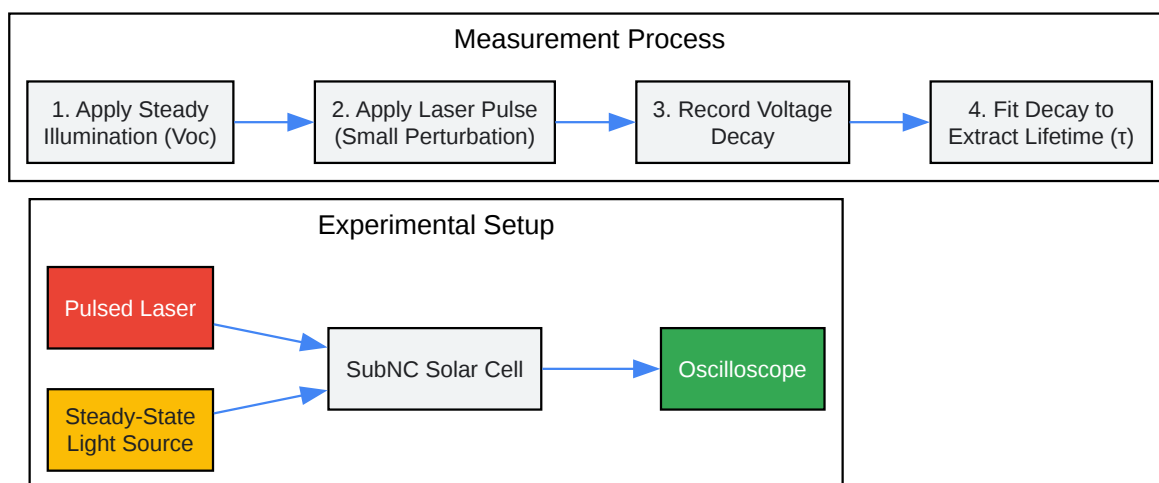 Measurement Process
1. Apply Steady
Illumination (Voc)
2. Apply Laser Pulse
(Small Perturbation)
3. Record Voltage
Decay
4. Fit Decay to
Extract Lifetime (τ)
Experimental Setup
Pulsed Laser
Steady-State
Light Source
SubNC Solar Cell
Oscilloscope